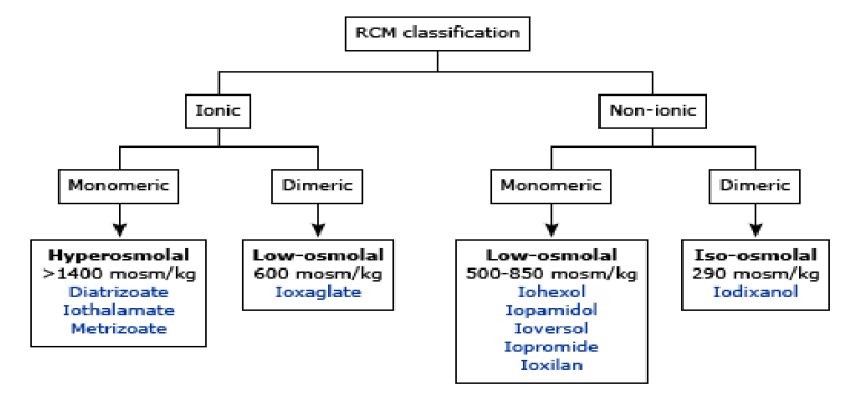 RCM classification
Ionic
Non-ionic
Monomeric
Dimeric
Monomeric
Dimeric
Hyperosmolal
>1400 mosm/kg
Diatrizoate
Iothalamate
Metrizoate
Low-osmolal
600 mosm/kg
Ioxaglate
Low-osmolal
500-850 mosm/kg
Iohexol
Iopamidol
Ioversol
Iopromide
Ioxilan
Iso-osmolal
290 mosm/kg
Iodixanol